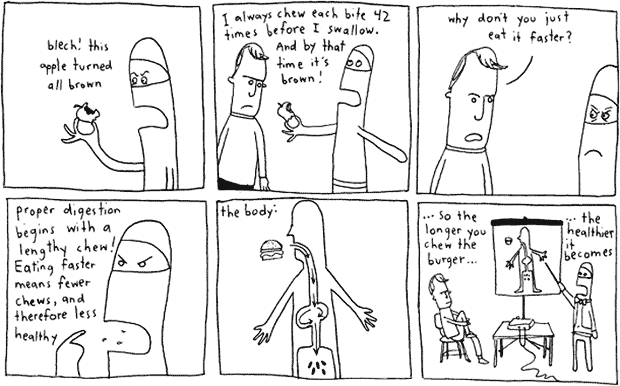 blech! this
apple turned
all brown
I always chew each bite 42
times before I swallow.
And by that
time it's
brown!
why don't you just
eat it faster?
proper digestion
begins with a
lengthy chew!
Eating faster
means fewer
chews, and
therefore less
healthy
the body:
... so the
longer you
chew the
burger...
... the
healthier
it
becomes